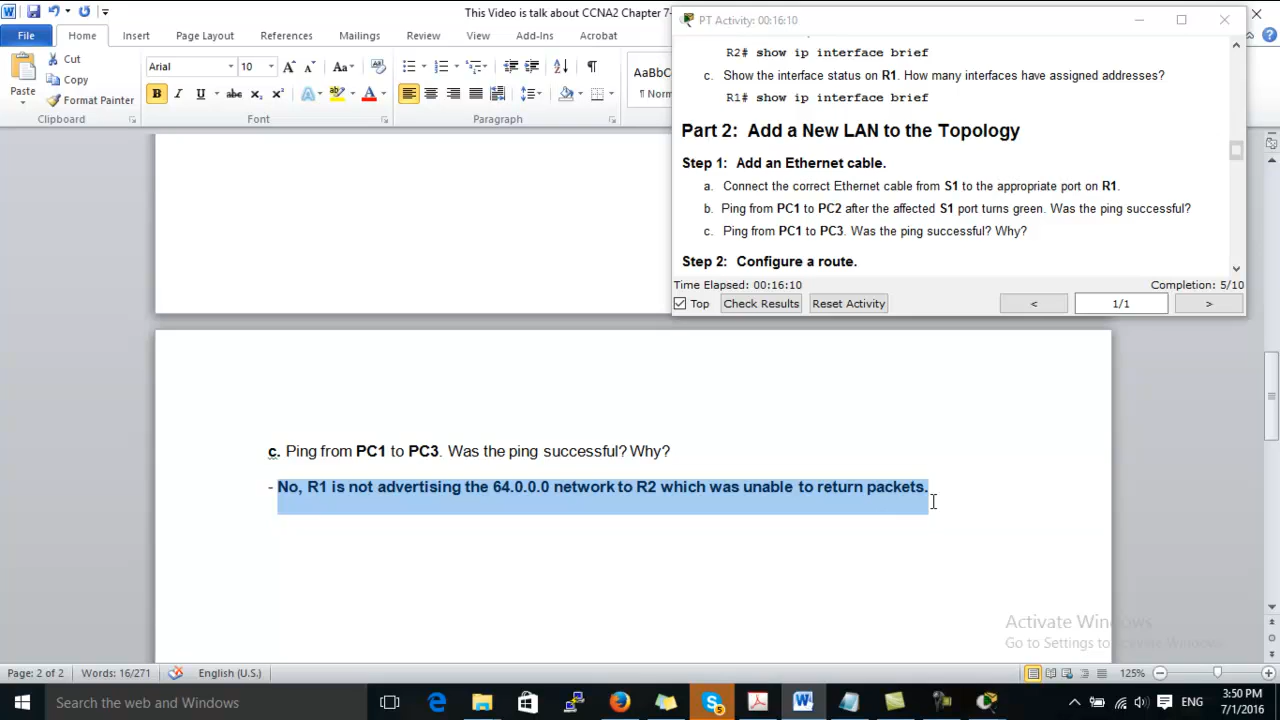 This Video is talk about CCNA2 Chapter 7-
PT Activity: 00:16:10
File Home Insert Page Layout References Mailings Review View Add-Ins Acrobat
Paste
Cut
Copy
Format Painter
Clipboard
Arial 10
Font
Paragraph
AaBbC
¶ Norm
R2# show ip interface brief
c. Show the interface status on R1. How many interfaces have assigned addresses?
R1# show ip interface brief
Part 2: Add a New LAN to the Topology
Step 1: Add an Ethernet cable.
a. Connect the correct Ethernet cable from S1 to the appropriate port on R1.
b. Ping from PC1 to PC2 after the affected S1 port turns green. Was the ping successful?
c. Ping from PC1 to PC3. Was the ping successful? Why?
Step 2: Configure a route.
Time Elapsed: 00:16:10 Completion: 5/10
Top Check Results Reset Activity < 1/1 >
c. Ping from PC1 to PC3. Was the ping successful? Why?
- No, R1 is not advertising the 64.0.0.0 network to R2 which was unable to return packets.
Activate Windows
Go to Settings to activate Windows.
Page: 2 of 2 Words: 16/271 English (U.S.) 125%
Search the web and Windows
5
ENG
3:50 PM
7/1/2016